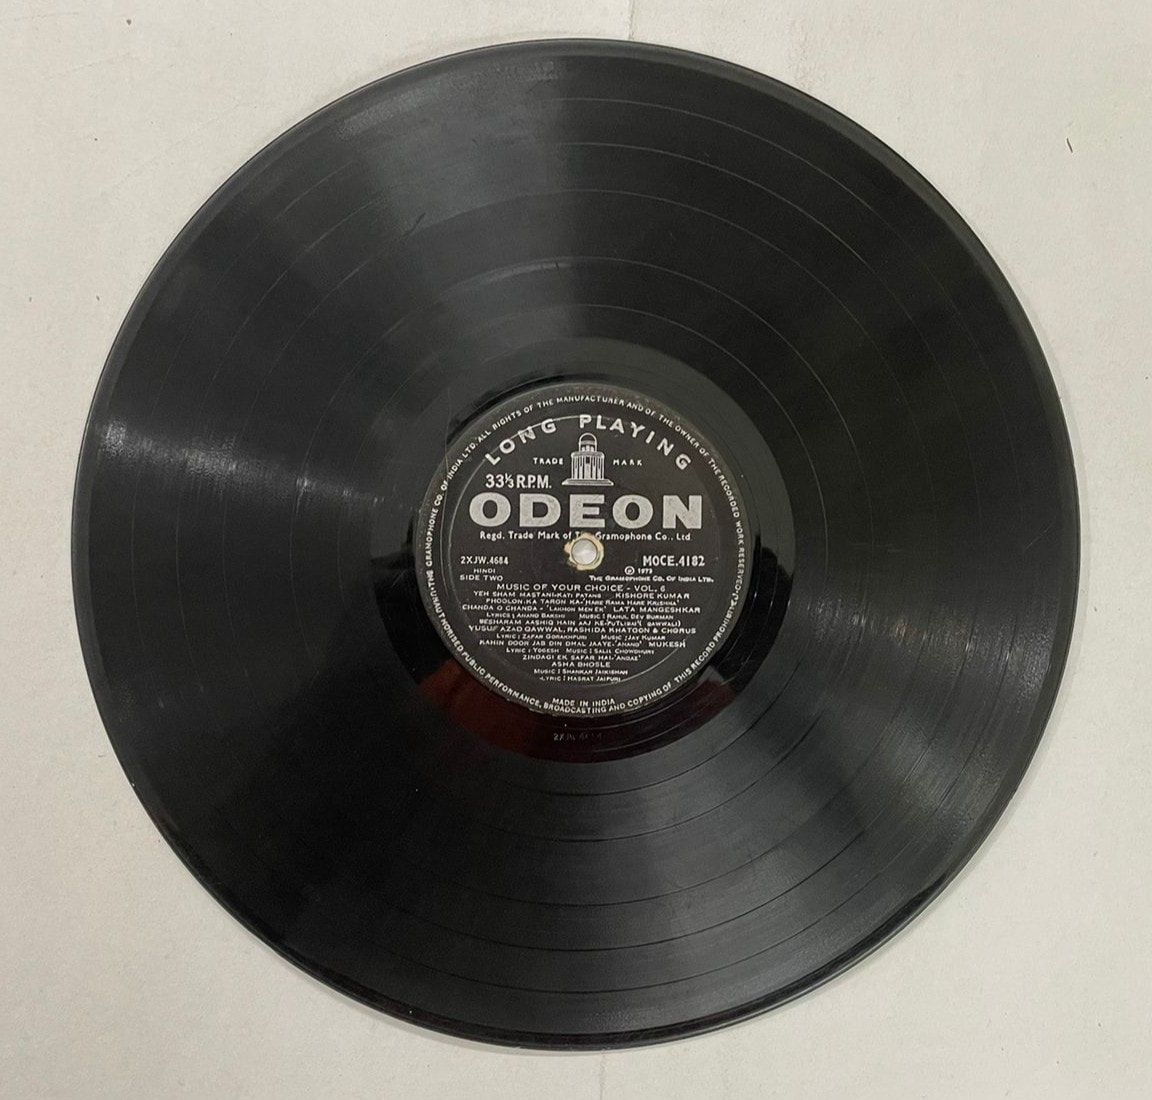 LONG PLAYING
TRADE MARK
33⅓ R.P.M.
ODEON
Regd. Trade Mark of The Gramophone Co., Ltd
2XJW.4684 MOCE.4182
HINDI ℗ 1973
SIDE TWO THE GRAMOPHONE CO. OF INDIA LTD.
MUSIC OF YOUR CHOICE - VOL. 6
YEH SHAM MASTANI-KATI PATANG KISHORE KUMAR
PHOOLON KA TARON KA-'HARE RAMA HARE KRISHNA'
CHANDA O CHANDA - 'LAKHON MEN EK' LATA MANGESHKAR
LYRICS : ANAND BAKSHI MUSIC : RAHUL DEV BURMAN
BESHARAM AASHIQ HAIN AAJ KE-'PUTLIBAI'( QAWWALI)
YUSUF AZAD QAWWAL, RASHIDA KHATOON & CHORUS
LYRIC : ZAFAR GORAKHPURI MUSIC : JAY KUMAR
KAHIN DOOR JAB DIN DHAL JAAYE-'ANAND' MUKESH
LYRIC : YOGESH MUSIC : SALIL CHOWDHURY
ZINDAGI EK SAFAR HAI-'ANDAZ'
ASHA BHOSLE
MUSIC : SHANKAR JAIKISHAN
LYRIC : HASRAT JAIPURI
MADE IN INDIA
THE GRAMOPHONE CO. OF INDIA LTD. ALL RIGHTS OF THE MANUFACTURER AND OF THE OWNER OF THE RECORDED WORK RESERVED. UNAUTHORISED PUBLIC PERFORMANCE, BROADCASTING AND COPYING OF THIS RECORD PROHIBITED